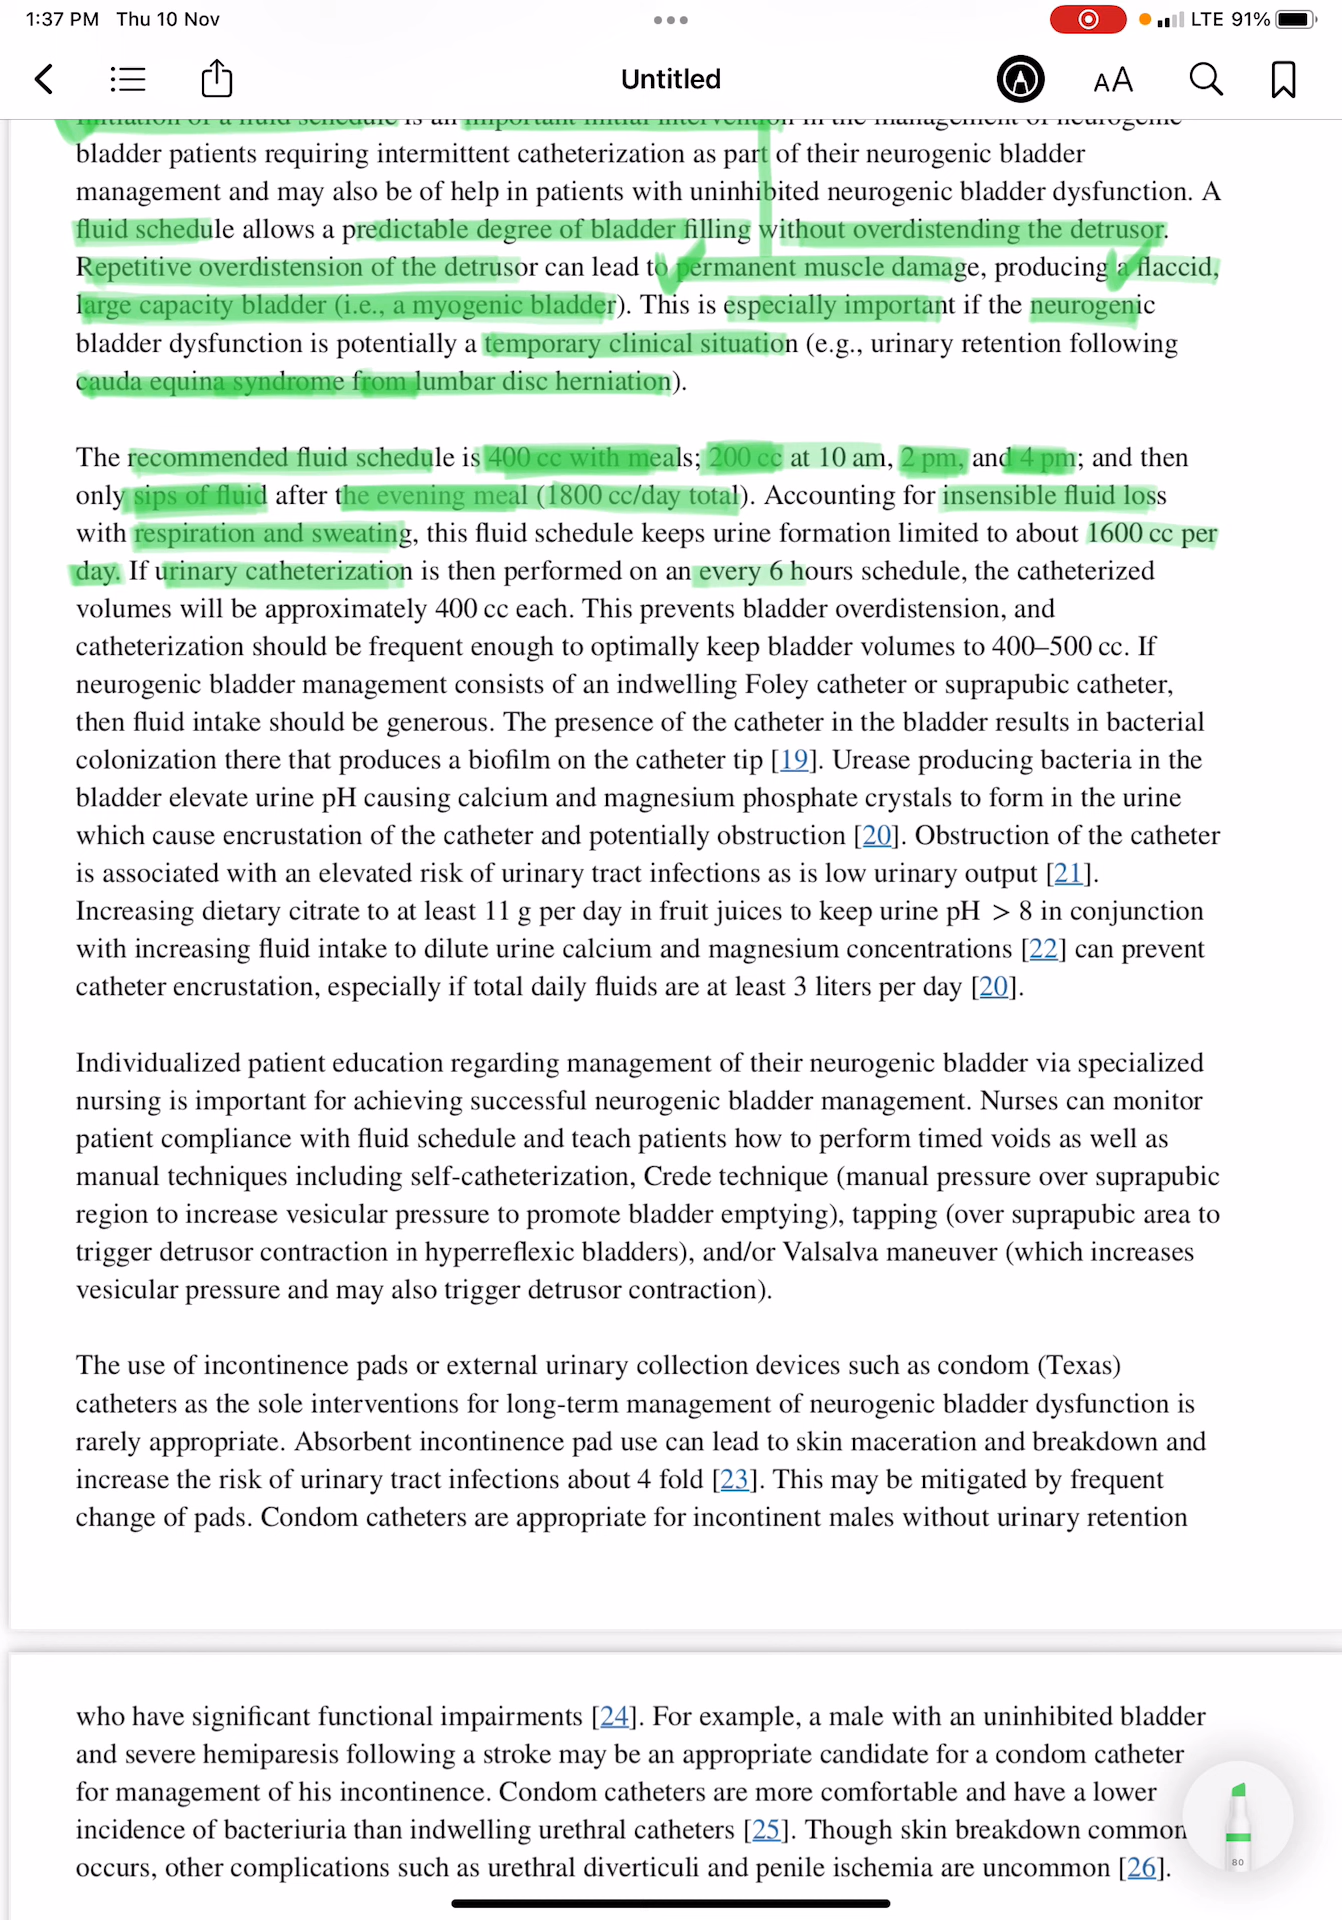 1:37 PM Thu 10 Nov
LTE 91%
Untitled
AA
Initiation of a fluid schedule is an important initial intervention in the management of neurogenic
bladder patients requiring intermittent catheterization as part of their neurogenic bladder
management and may also be of help in patients with uninhibited neurogenic bladder dysfunction. A
fluid schedule allows a predictable degree of bladder filling without overdistending the detrusor.
Repetitive overdistension of the detrusor can lead to permanent muscle damage, producing a flaccid,
large capacity bladder (i.e., a myogenic bladder). This is especially important if the neurogenic
bladder dysfunction is potentially a temporary clinical situation (e.g., urinary retention following
cauda equina syndrome from lumbar disc herniation).
The recommended fluid schedule is 400 cc with meals; 200 cc at 10 am, 2 pm, and 4 pm; and then
only sips of fluid after the evening meal (1800 cc/day total). Accounting for insensible fluid loss
with respiration and sweating, this fluid schedule keeps urine formation limited to about 1600 cc per
day. If urinary catheterization is then performed on an every 6 hours schedule, the catheterized
volumes will be approximately 400 cc each. This prevents bladder overdistension, and
catheterization should be frequent enough to optimally keep bladder volumes to 400–500 cc. If
neurogenic bladder management consists of an indwelling Foley catheter or suprapubic catheter,
then fluid intake should be generous. The presence of the catheter in the bladder results in bacterial
colonization there that produces a biofilm on the catheter tip [19]. Urease producing bacteria in the
bladder elevate urine pH causing calcium and magnesium phosphate crystals to form in the urine
which cause encrustation of the catheter and potentially obstruction [20]. Obstruction of the catheter
is associated with an elevated risk of urinary tract infections as is low urinary output [21].
Increasing dietary citrate to at least 11 g per day in fruit juices to keep urine pH > 8 in conjunction
with increasing fluid intake to dilute urine calcium and magnesium concentrations [22] can prevent
catheter encrustation, especially if total daily fluids are at least 3 liters per day [20].
Individualized patient education regarding management of their neurogenic bladder via specialized
nursing is important for achieving successful neurogenic bladder management. Nurses can monitor
patient compliance with fluid schedule and teach patients how to perform timed voids as well as
manual techniques including self-catheterization, Crede technique (manual pressure over suprapubic
region to increase vesicular pressure to promote bladder emptying), tapping (over suprapubic area to
trigger detrusor contraction in hyperreflexic bladders), and/or Valsalva maneuver (which increases
vesicular pressure and may also trigger detrusor contraction).
The use of incontinence pads or external urinary collection devices such as condom (Texas)
catheters as the sole interventions for long-term management of neurogenic bladder dysfunction is
rarely appropriate. Absorbent incontinence pad use can lead to skin maceration and breakdown and
increase the risk of urinary tract infections about 4 fold [23]. This may be mitigated by frequent
change of pads. Condom catheters are appropriate for incontinent males without urinary retention
who have significant functional impairments [24]. For example, a male with an uninhibited bladder
and severe hemiparesis following a stroke may be an appropriate candidate for a condom catheter
for management of his incontinence. Condom catheters are more comfortable and have a lower
incidence of bacteriuria than indwelling urethral catheters [25]. Though skin breakdown common
occurs, other complications such as urethral diverticuli and penile ischemia are uncommon [26].
80